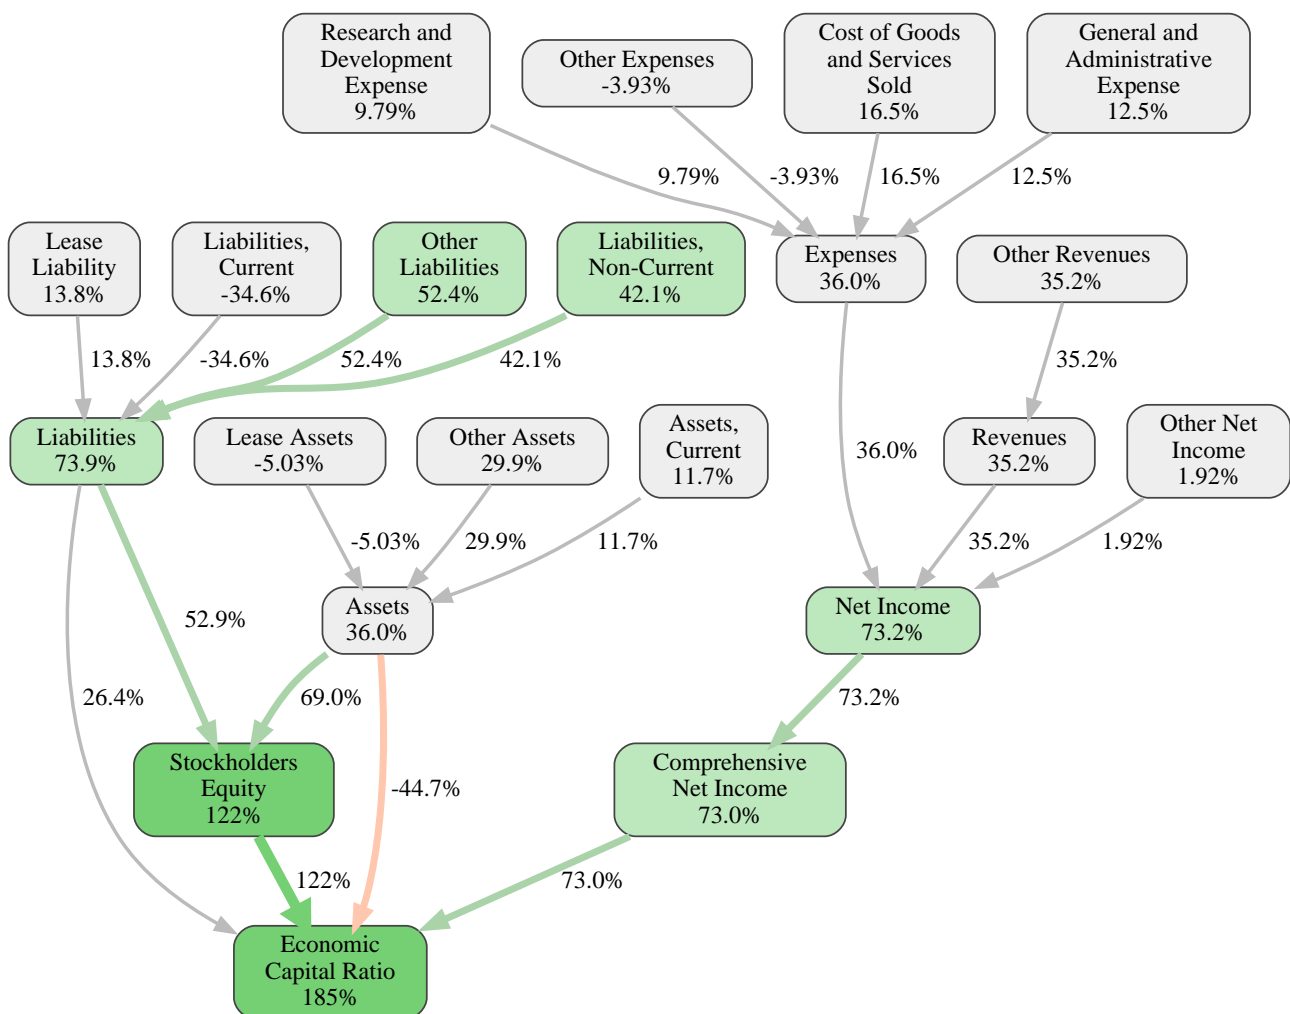 Research and
Development
Expense
9.79%
Other Expenses
-3.93%
Cost of Goods
and Services
Sold
16.5%
General and
Administrative
Expense
12.5%
9.79%
-3.93%
16.5%
12.5%
Lease
Liability
13.8%
Liabilities,
Current
-34.6%
Other
Liabilities
52.4%
Liabilities,
Non-Current
42.1%
Expenses
36.0%
Other Revenues
35.2%
13.8%
-34.6%
52.4%
42.1%
35.2%
Liabilities
73.9%
Lease Assets
-5.03%
Other Assets
29.9%
Assets,
Current
11.7%
36.0%
Revenues
35.2%
Other Net
Income
1.92%
-5.03%
29.9%
11.7%
35.2%
1.92%
52.9%
Assets
36.0%
Net Income
73.2%
26.4%
69.0%
73.2%
Stockholders
Equity
122%
-44.7%
Comprehensive
Net Income
73.0%
122%
73.0%
Economic
Capital Ratio
185%